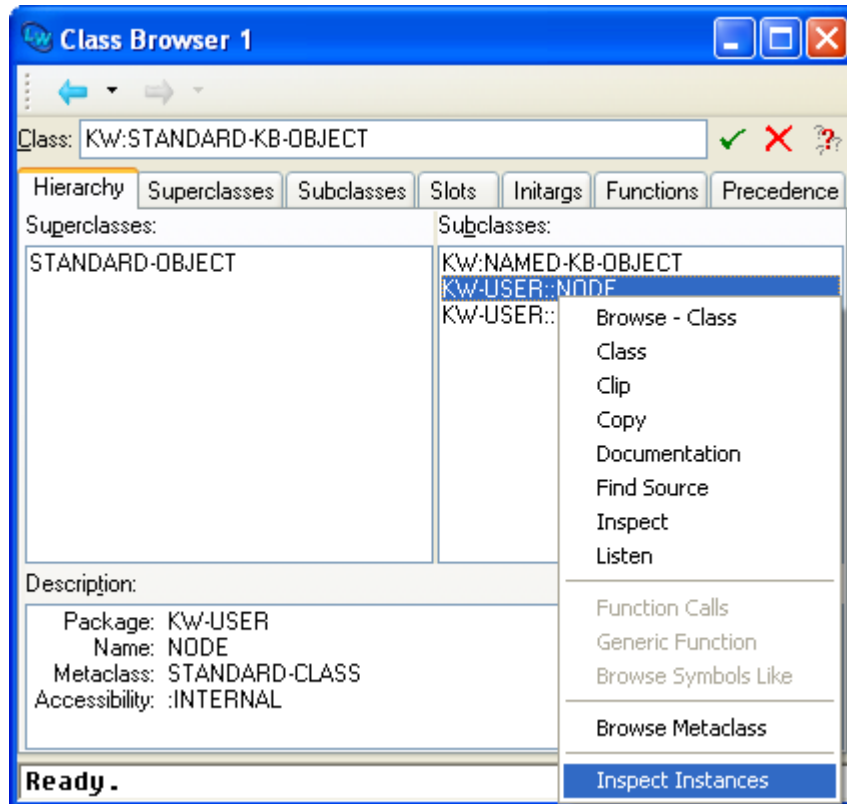 Class Browser 1
Class: KW:STANDARD-KB-OBJECT
Hierarchy Superclasses Subclasses Slots Initargs Functions Precedence
Superclasses:
STANDARD-OBJECT
Subclasses:
KW:NAMED-KB-OBJECT
KW-USER::NODE
KW-USER::
Browse - Class
Class
Clip
Copy
Documentation
Find Source
Inspect
Listen
Function Calls
Generic Function
Browse Symbols Like
Browse Metaclass
Inspect Instances
Description:
Package: KW-USER
Name: NODE
Metaclass: STANDARD-CLASS
Accessibility: :INTERNAL
Ready.